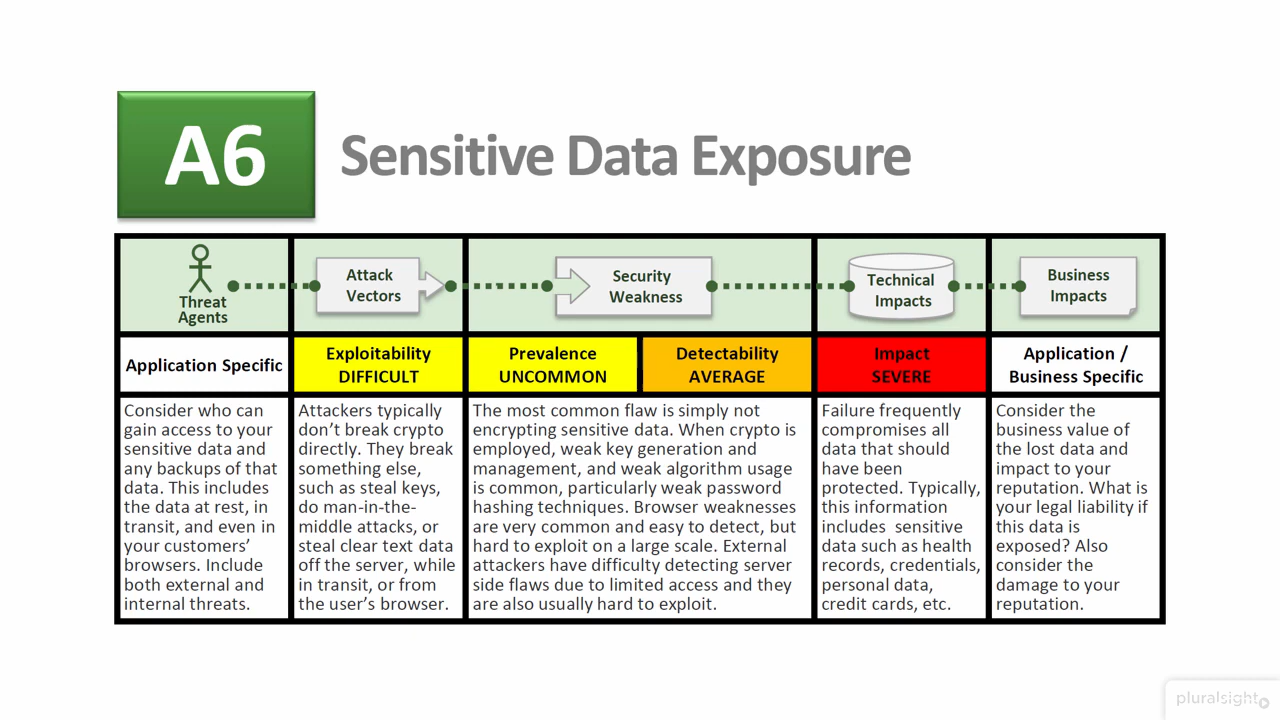 A6
Sensitive Data Exposure
Threat
Agents
Attack
Vectors
Security
Weakness
Technical
Impacts
Business
Impacts
Application Specific
Exploitability
DIFFICULT
Prevalence
UNCOMMON
Detectability
AVERAGE
Impact
SEVERE
Application /
Business Specific
Consider who can
gain access to your
sensitive data and
any backups of that
data. This includes
the data at rest, in
transit, and even in
your customers’
browsers. Include
both external and
internal threats.
Attackers typically
don’t break crypto
directly. They break
something else,
such as steal keys,
do man-in-the-
middle attacks, or
steal clear text data
off the server, while
in transit, or from
the user’s browser.
The most common flaw is simply not
encrypting sensitive data. When crypto is
employed, weak key generation and
management, and weak algorithm usage
is common, particularly weak password
hashing techniques. Browser weaknesses
are very common and easy to detect, but
hard to exploit on a large scale. External
attackers have difficulty detecting server
side flaws due to limited access and they
are also usually hard to exploit.
Failure frequently
compromises all
data that should
have been
protected. Typically,
this information
includes sensitive
data such as health
records, credentials,
personal data,
credit cards, etc.
Consider the
business value of
the lost data and
impact to your
reputation. What is
your legal liability if
this data is
exposed? Also
consider the
damage to your
reputation.
pluralsight